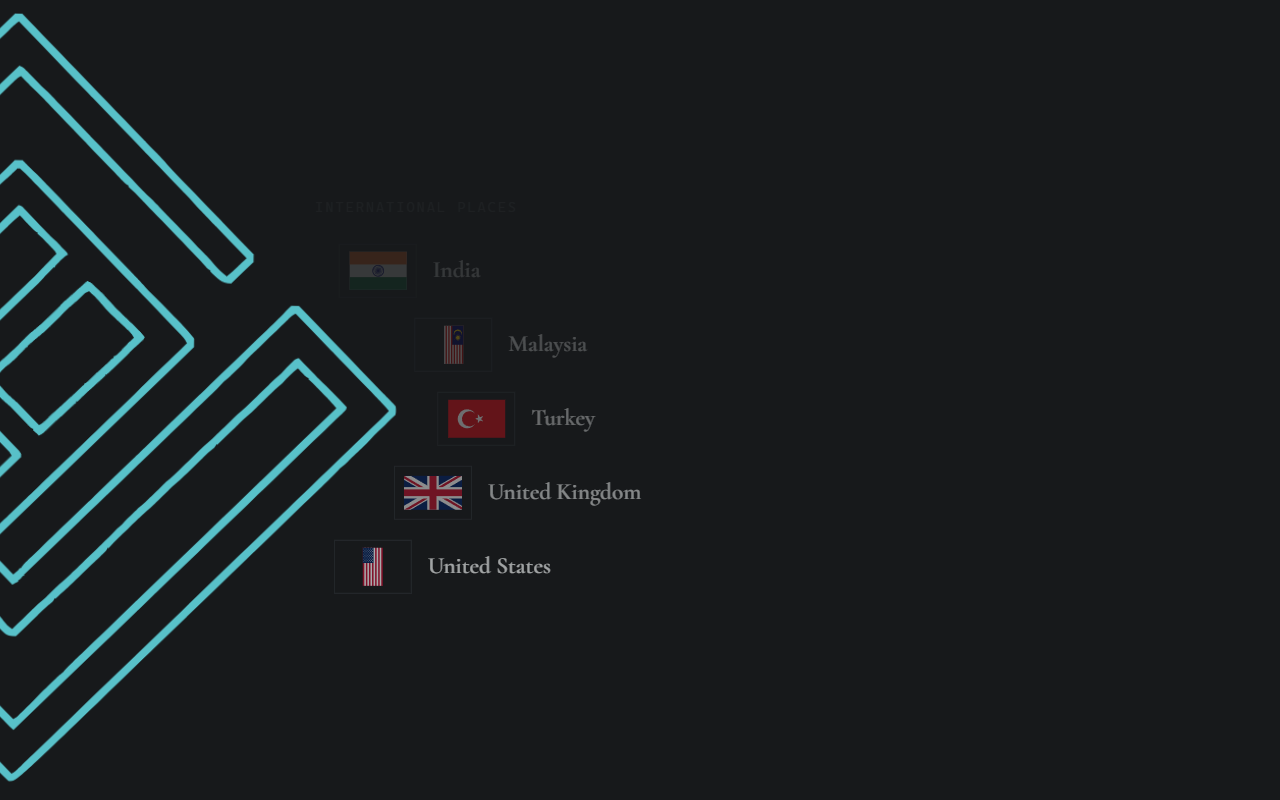 INTERNATIONAL PLACES
India
Malaysia
Turkey
United Kingdom
United States